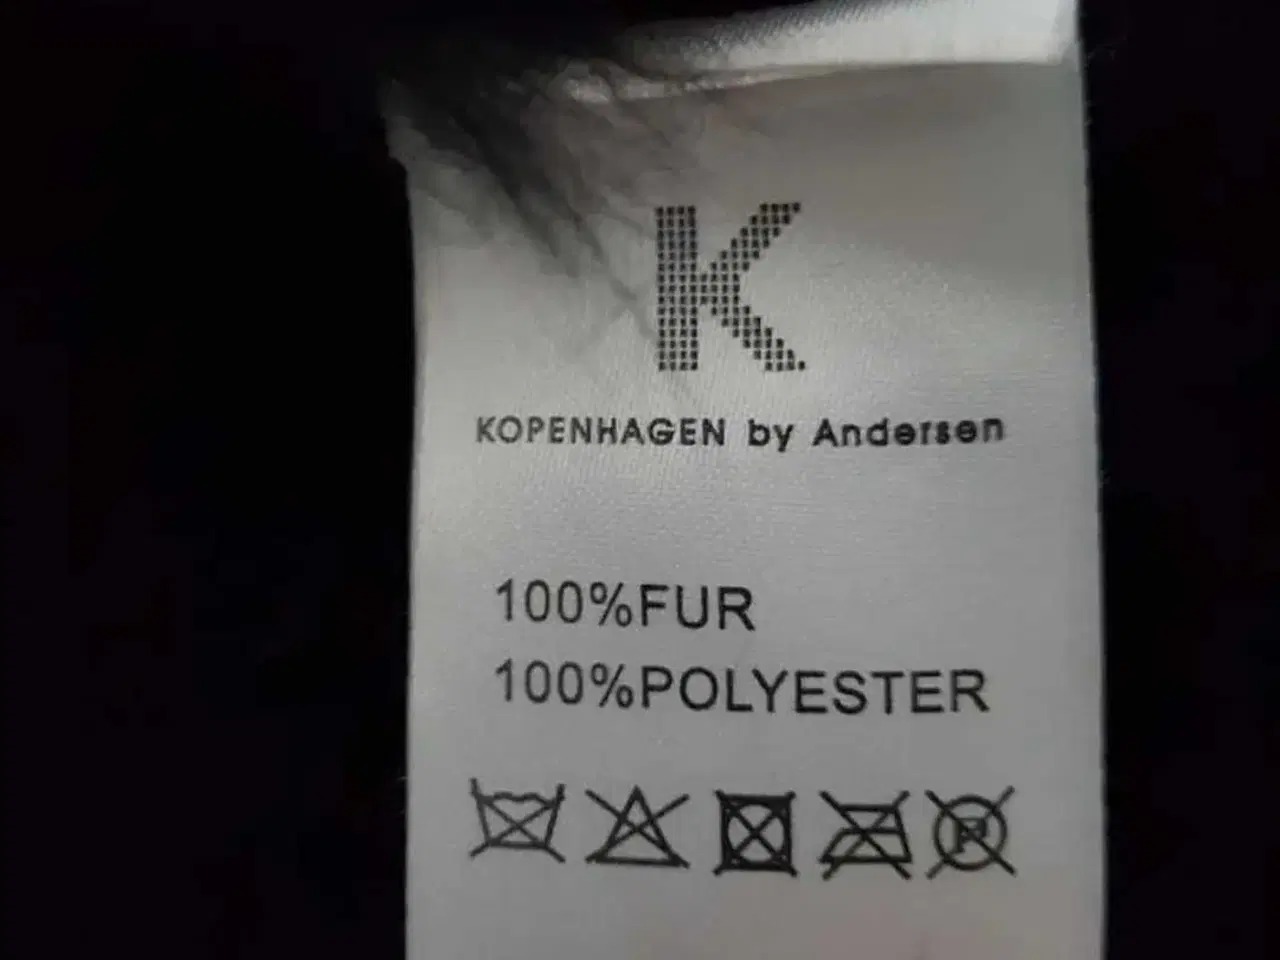 K
KOPENHAGEN by Andersen
100%FUR
100%POLYESTER
P